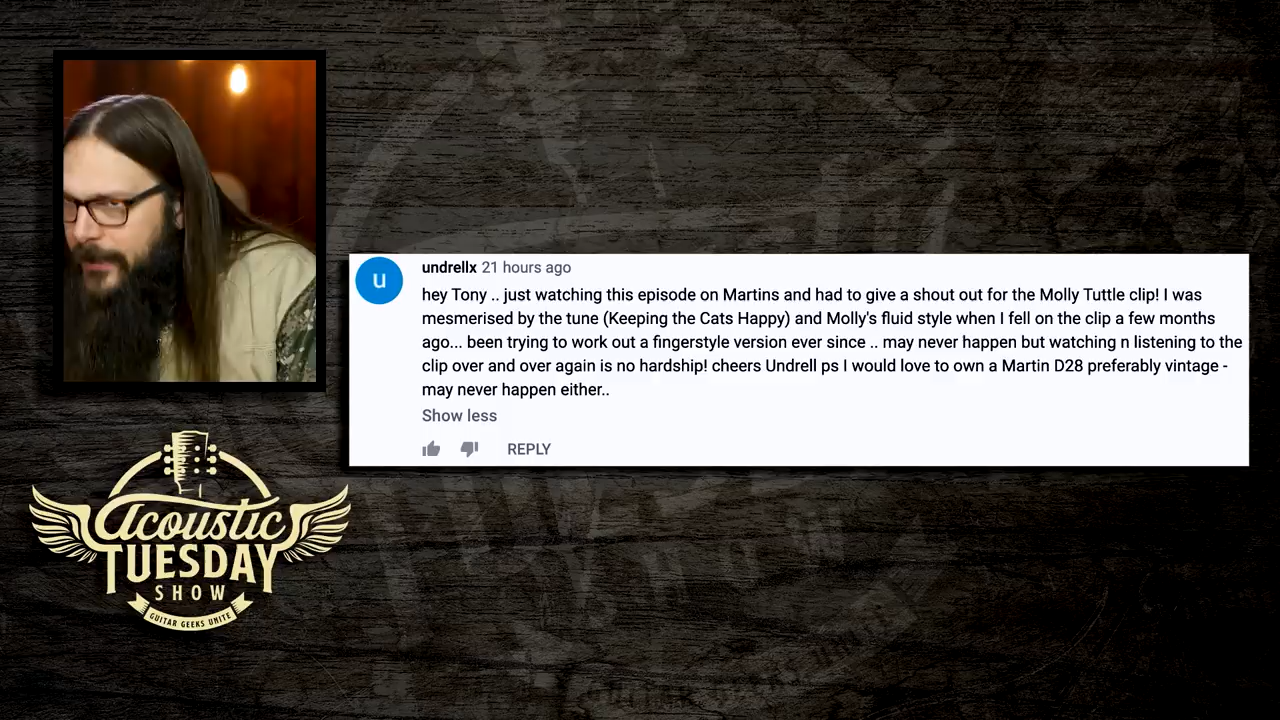 undrellx 21 hours ago
hey Tony .. just watching this episode on Martins and had to give a shout out for the Molly Tuttle clip! I was
mesmerised by the tune (Keeping the Cats Happy) and Molly's fluid style when I fell on the clip a few months
ago... been trying to work out a fingerstyle version ever since .. may never happen but watching n listening to the
clip over and over again is no hardship! cheers Undrell ps I would love to own a Martin D28 preferably vintage -
may never happen either..
Show less
REPLY
u
Acoustic
TUESDAY
SHOW
GUITAR GEEKS UNITE